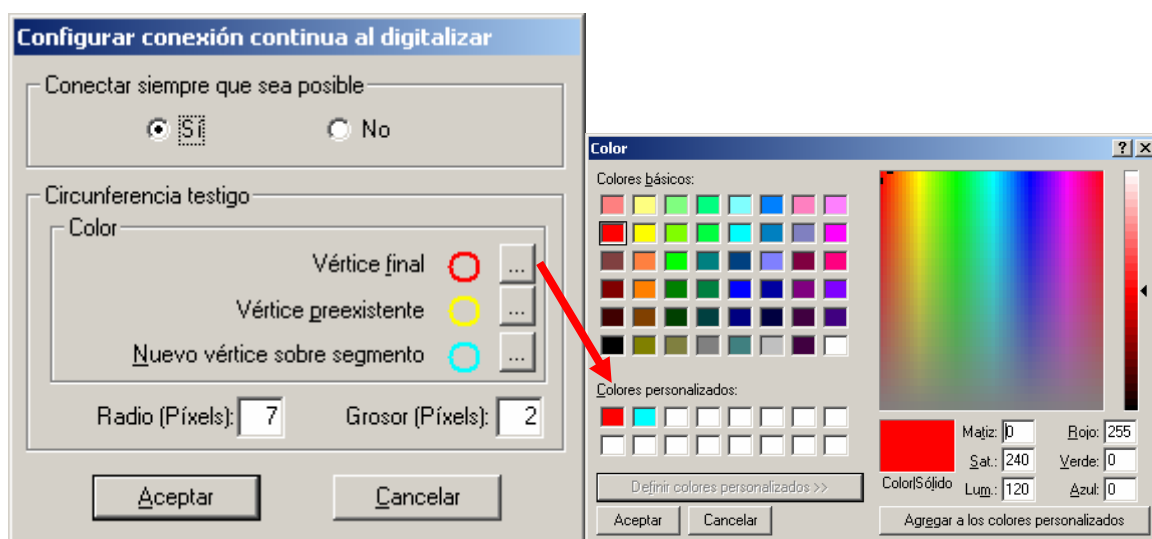 Configurar conexión continua al digitalizar
Conectar siempre que sea posible
Sí No
Circunferencia testigo
Color
Vértice final ...
Vértice preexistente ...
Nuevo vértice sobre segmento ...
Radio (Píxels): 7 Grosor (Píxels): 2
Aceptar Cancelar
Color ? ×
Colores básicos:
Colores personalizados:
Definir colores personalizados >>
Aceptar Cancelar
Color|Sólido
Matiz: 0 Rojo: 255
Sat.: 240 Verde: 0
Lum.: 120 Azul: 0
Agregar a los colores personalizados